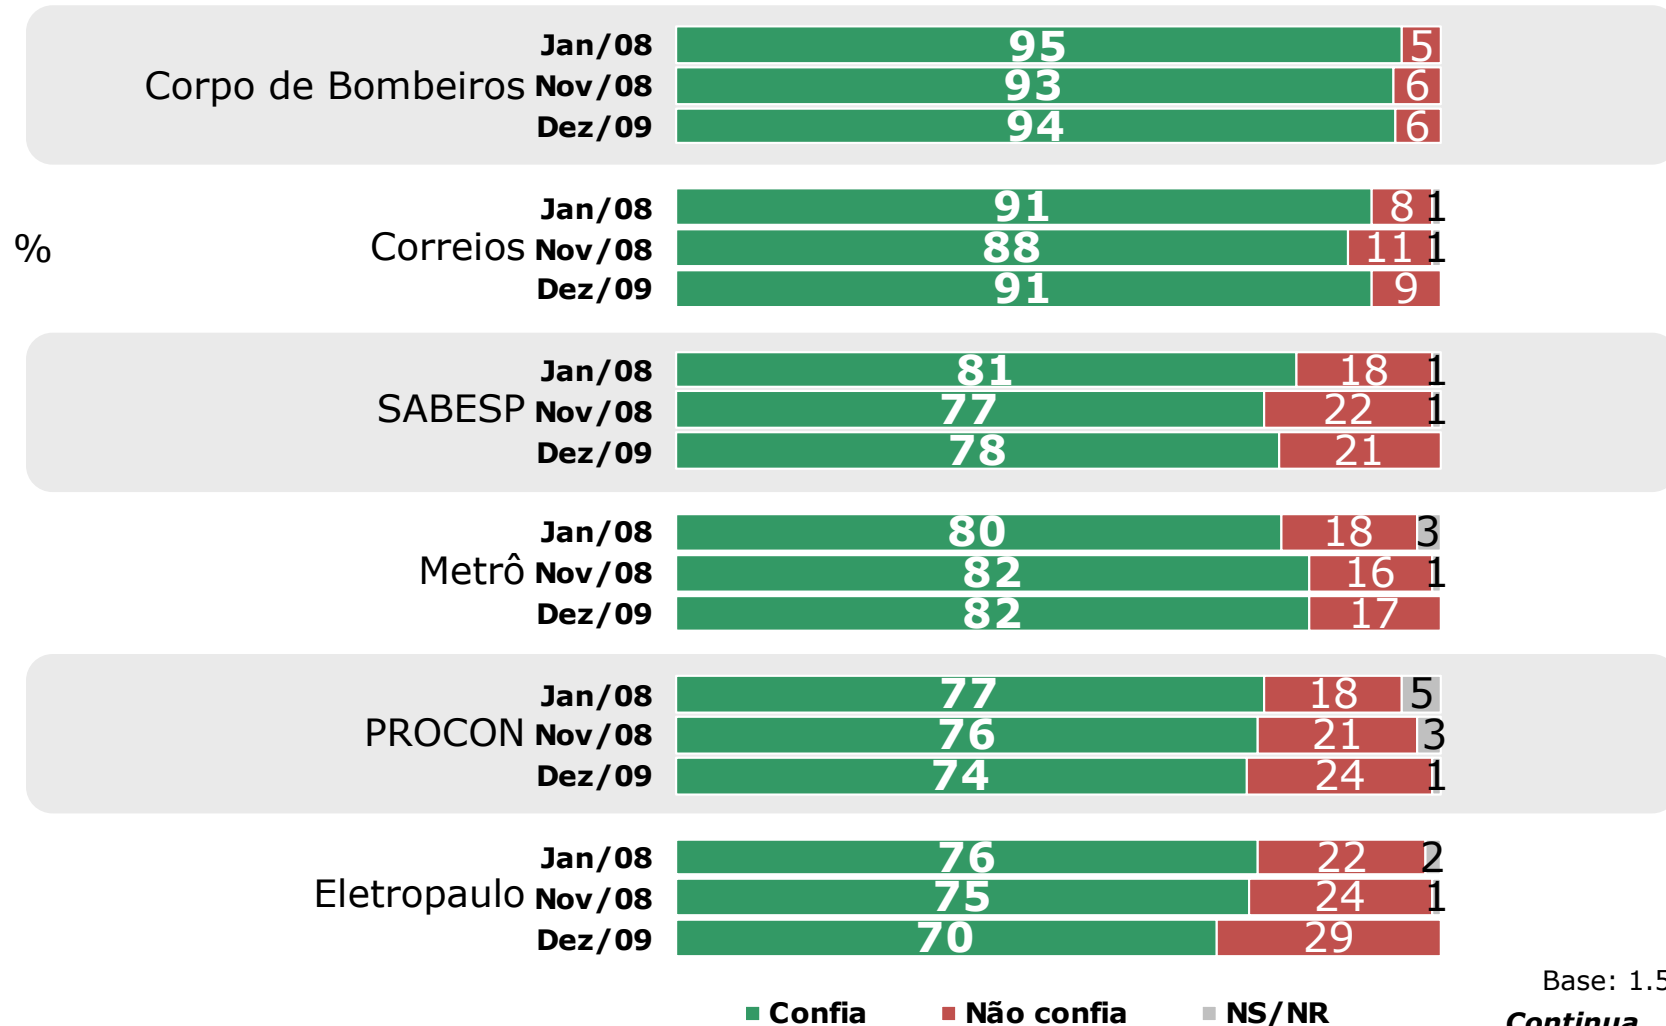 Jan/08 95 5
Corpo de Bombeiros Nov/08 93 6
Dez/09 94 6
Jan/08 91 8 1
% Correios Nov/08 88 11 1
Dez/09 91 9
Jan/08 81 18 1
SABESP Nov/08 77 22 1
Dez/09 78 21
Jan/08 80 18 3
Metrô Nov/08 82 16 1
Dez/09 82 17
Jan/08 77 18 5
PROCON Nov/08 76 21 3
Dez/09 74 24 1
Jan/08 76 22 2
Eletropaulo Nov/08 75 24 1
Dez/09 70 29
Base: 1.5
Confia Não confia NS/NR
Continua